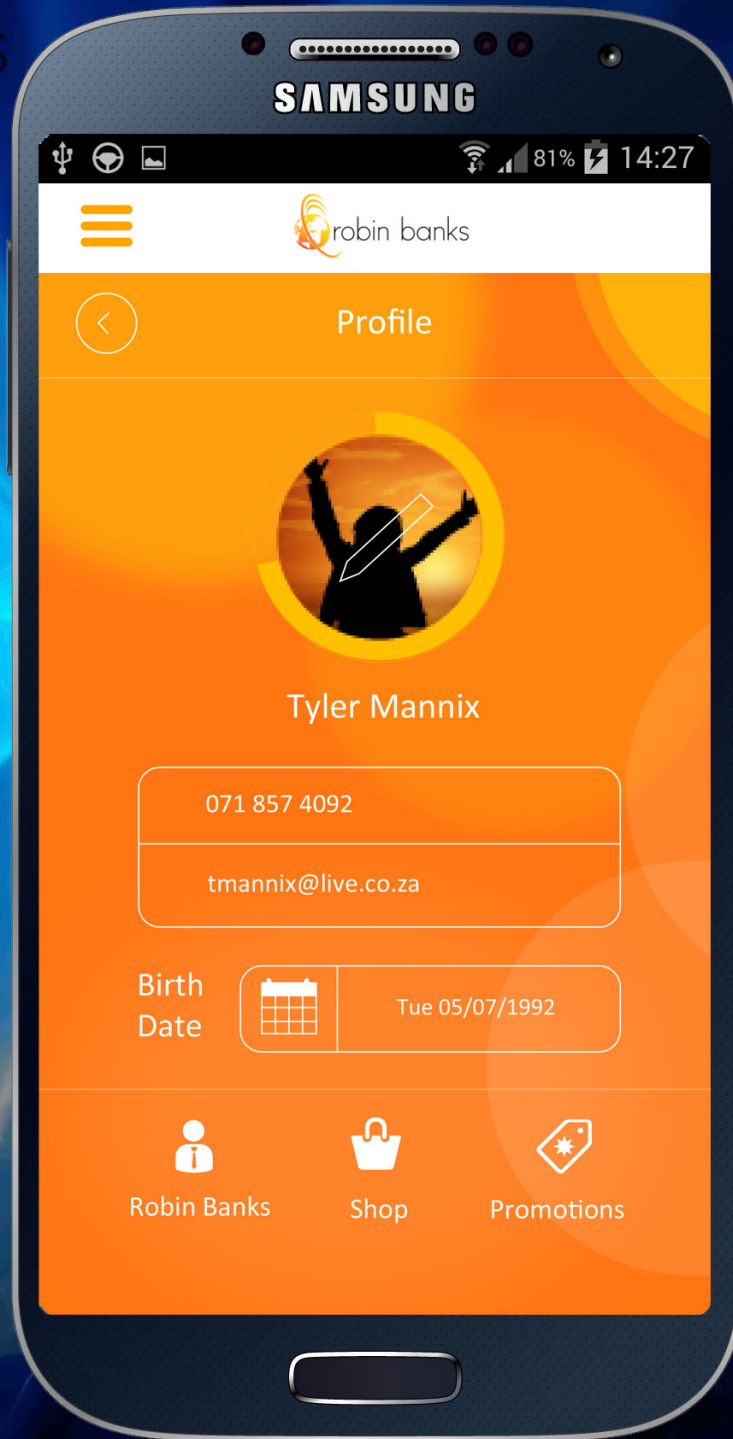 S
SAMSUNG
81% 14:27
robin banks
Profile
Tyler Mannix
071 857 4092
tmannix@live.co.za
Birth
Date
Tue 05/07/1992
Robin Banks
Shop
Promotions